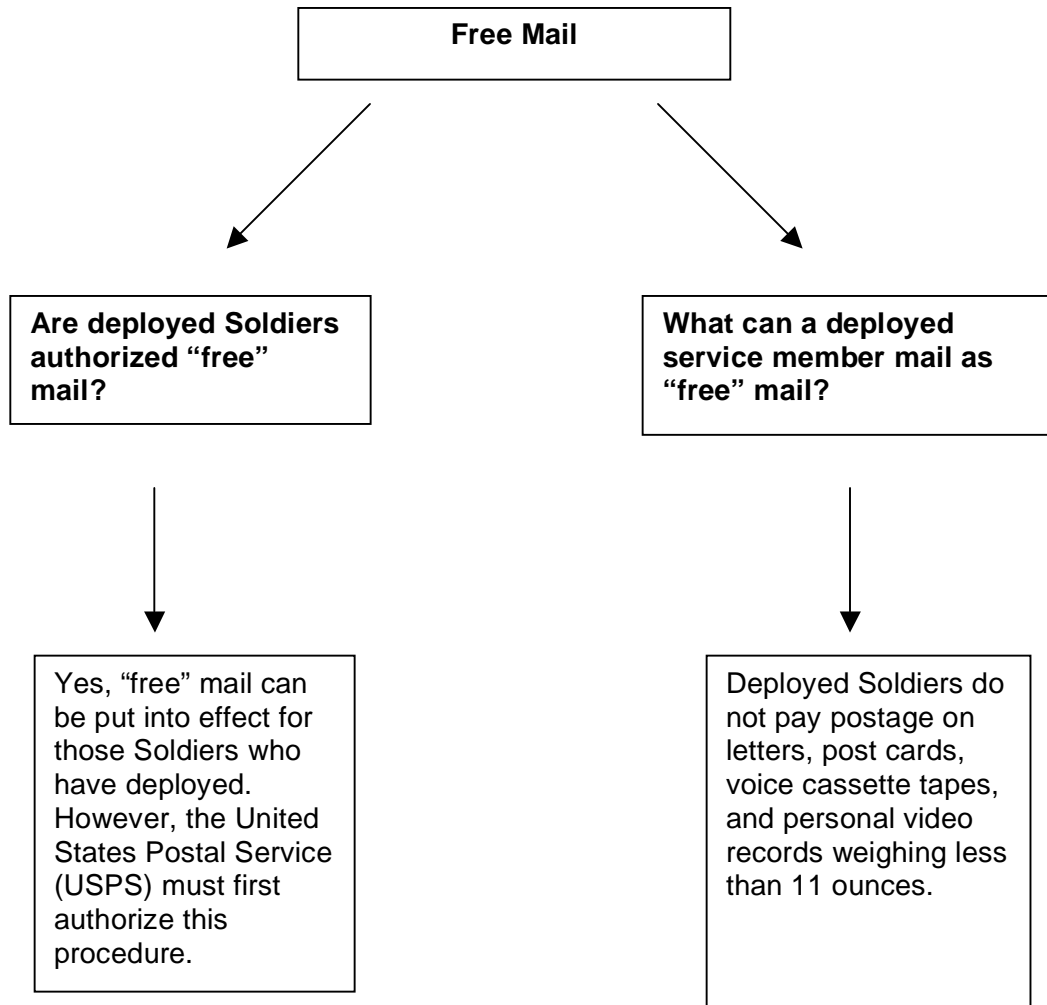 Free Mail
Are deployed Soldiers
authorized “free”
mail?
What can a deployed
service member mail as
“free” mail?
Yes, “free” mail can
be put into effect for
those Soldiers who
have deployed.
However, the United
States Postal Service
(USPS) must first
authorize this
procedure.
Deployed Soldiers do
not pay postage on
letters, post cards,
voice cassette tapes,
and personal video
records weighing less
than 11 ounces.